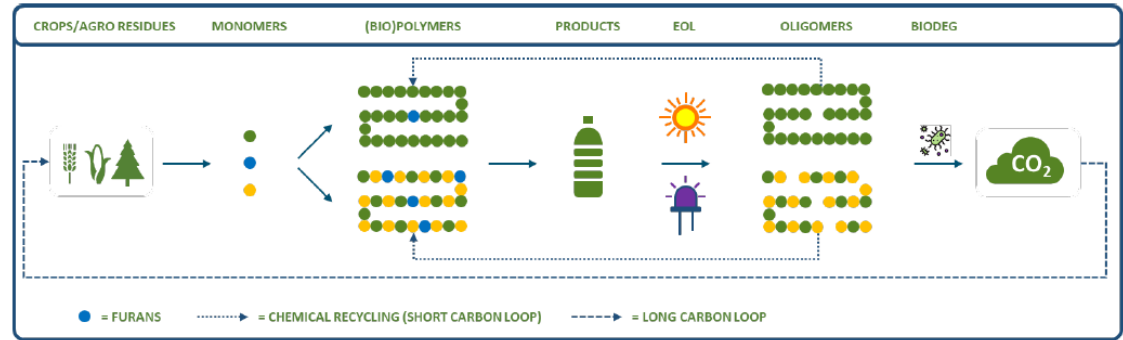 CROPS/AGRO RESIDUES MONOMERS (BIO)POLYMERS PRODUCTS EOL OLIGOMERS BIODEG
CO2
= FURANS = CHEMICAL RECYCLING (SHORT CARBON LOOP) = LONG CARBON LOOP